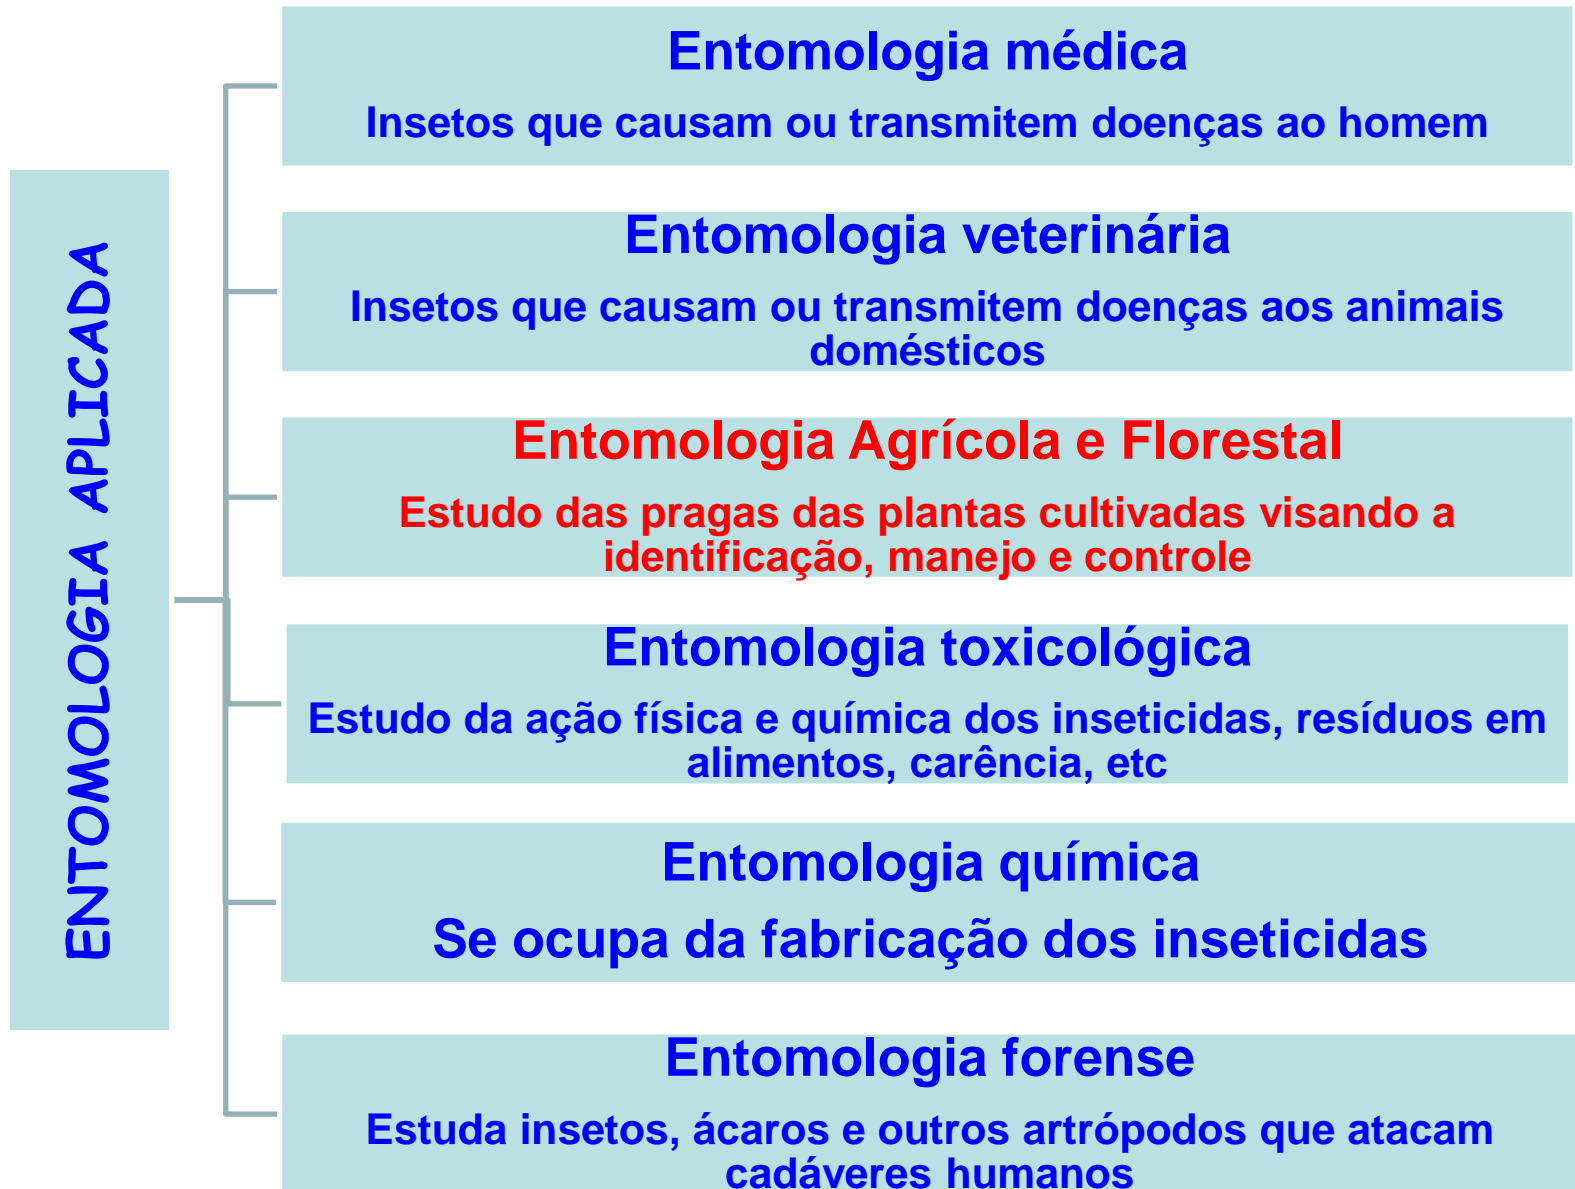 ENTOMOLOGIA APLICADA
Entomologia médica
Insetos que causam ou transmitem doenças ao homem
Entomologia veterinária
Insetos que causam ou transmitem doenças aos animais
domésticos
Entomologia Agrícola e Florestal
Estudo das pragas das plantas cultivadas visando a
identificação, manejo e controle
Entomologia toxicológica
Estudo da ação física e química dos inseticidas, resíduos em
alimentos, carência, etc
Entomologia química
Se ocupa da fabricação dos inseticidas
Entomologia forense
Estuda insetos, ácaros e outros artrópodos que atacam
cadáveres humanos